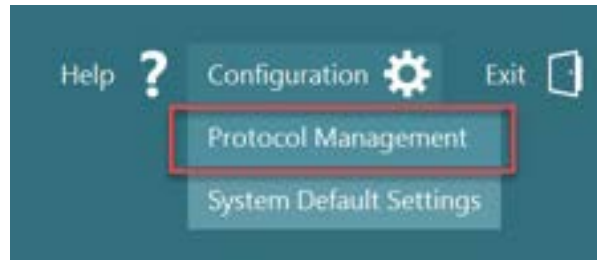 Help ? Configuration Exit
Protocol Management
System Default Settings